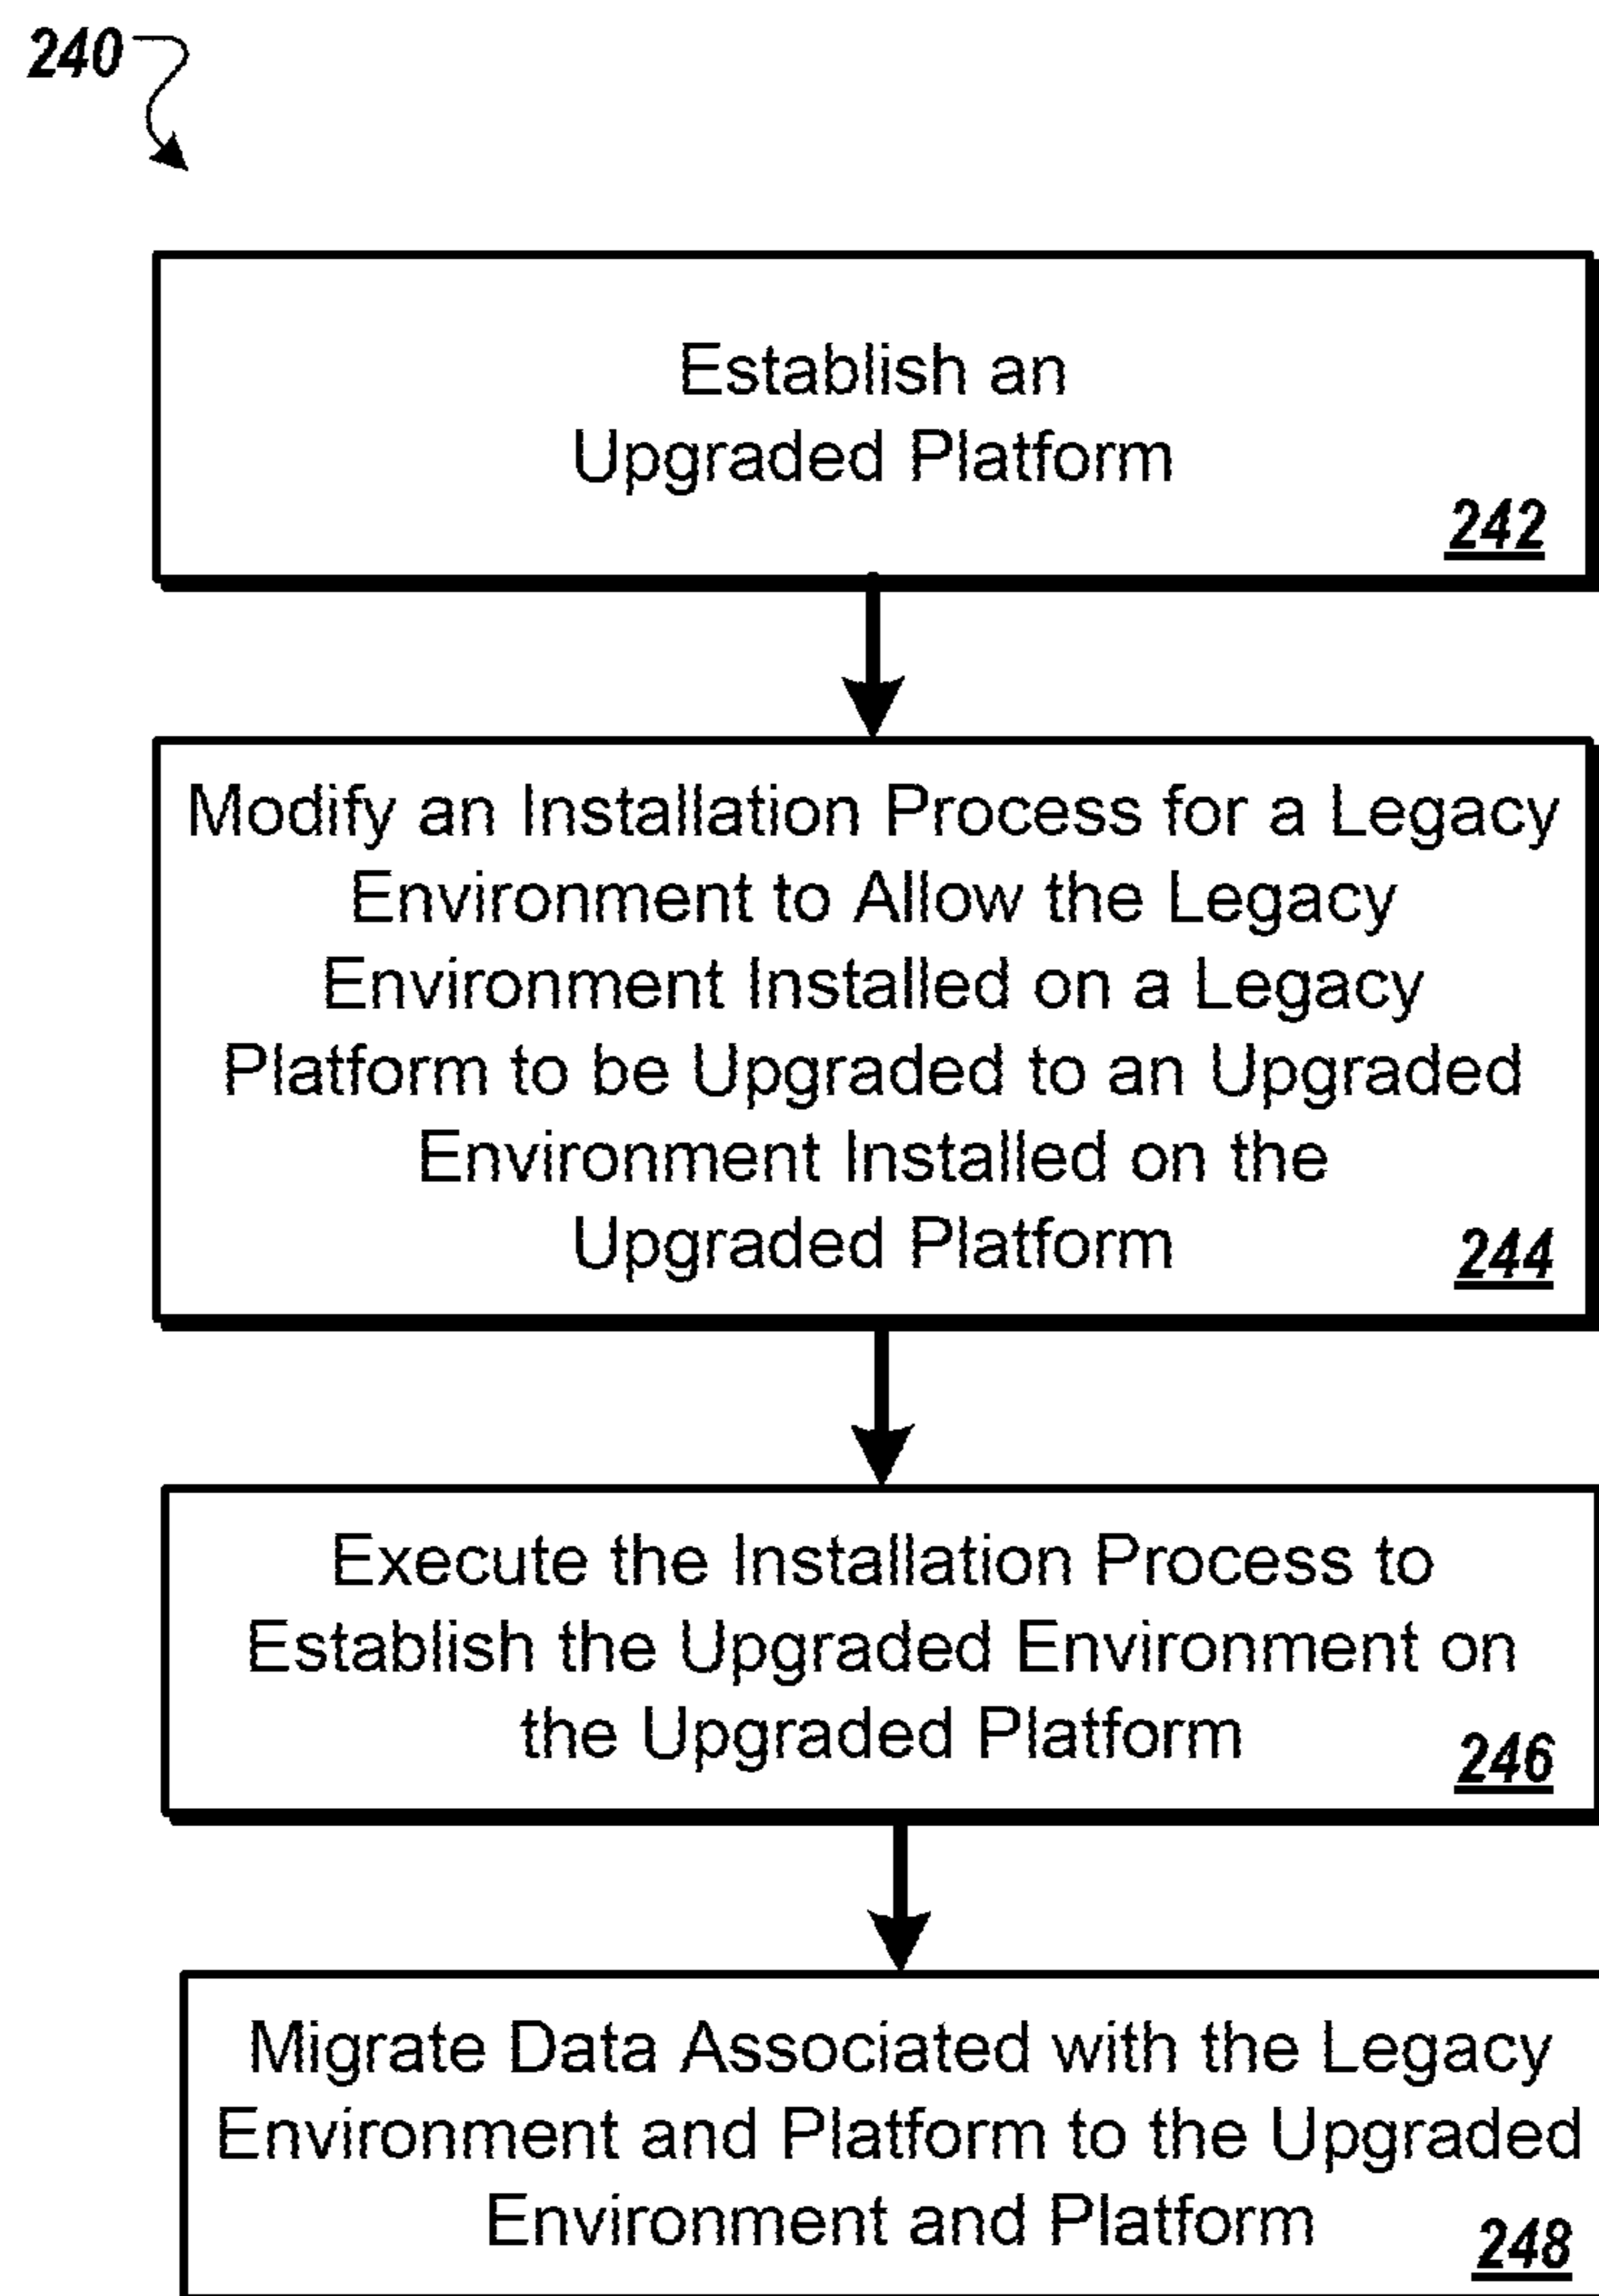 240
Establish an
Upgraded Platform
242
Modify an Installation Process for a Legacy
Environment to Allow the Legacy
Environment Installed on a Legacy
Platform to be Upgraded to an Upgraded
Environment Installed on the
Upgraded Platform
244
Execute the Installation Process to
Establish the Upgraded Environment on
the Upgraded Platform
246
Migrate Data Associated with the Legacy
Environment and Platform to the Upgraded
Environment and Platform
248